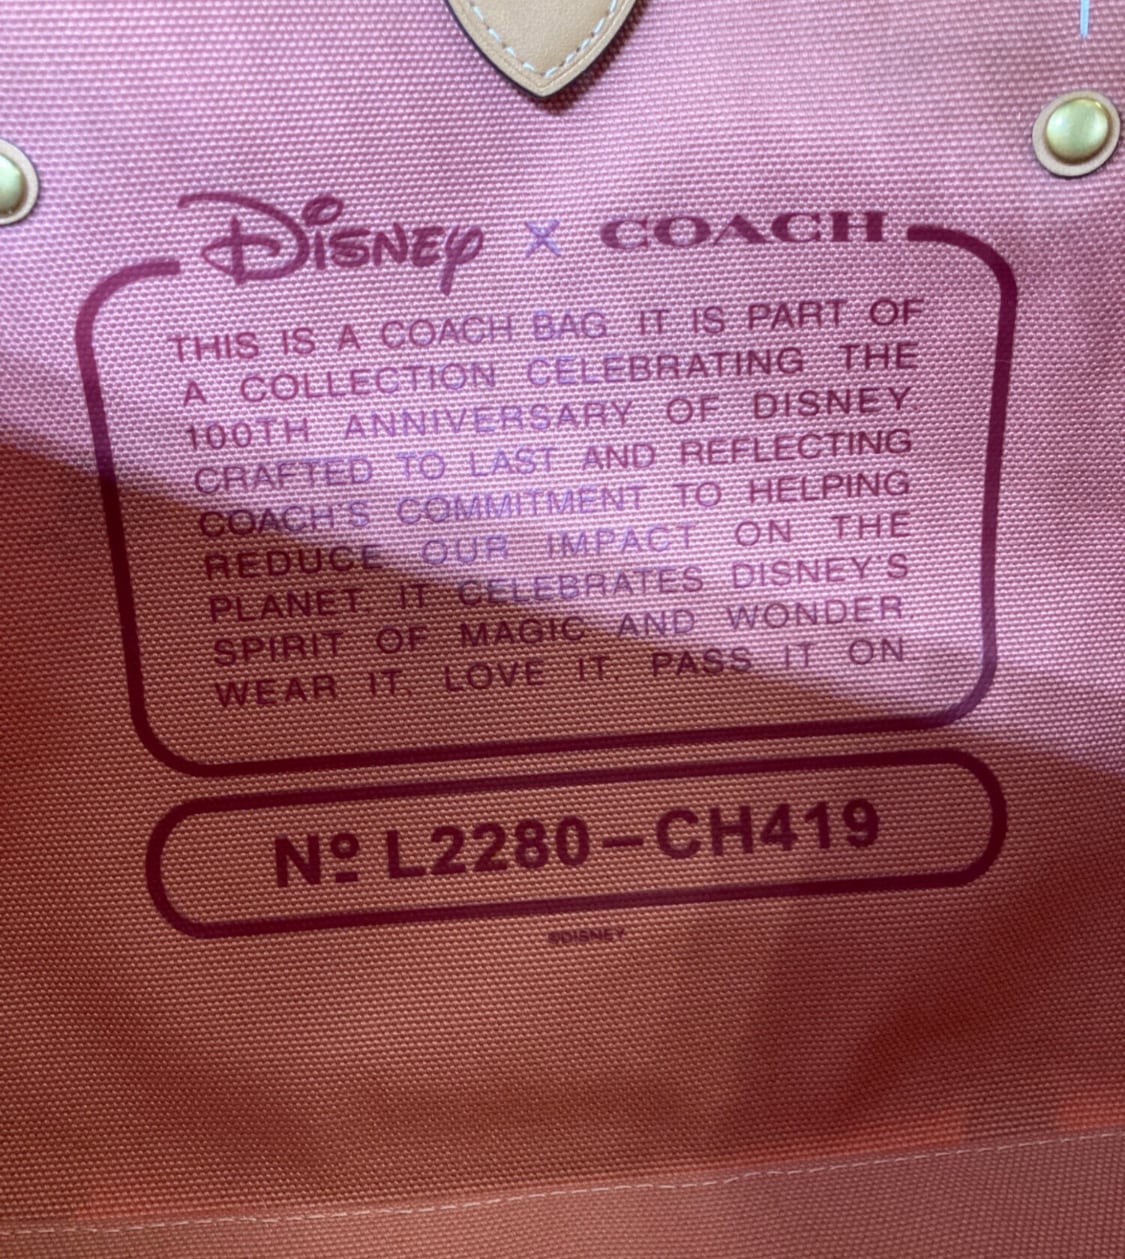 DISNEY X COACH
THIS IS A COACH BAG. IT IS PART OF
A COLLECTION CELEBRATING THE
100TH ANNIVERSARY OF DISNEY
CRAFTED TO LAST AND REFLECTING
COACH'S COMMITMENT TO HELPING
REDUCE OUR IMPACT ON THE
PLANET. IT CELEBRATES DISNEY'S
SPIRIT OF MAGIC AND WONDER.
WEAR IT. LOVE IT. PASS IT ON.
Nº L2280-CH419
©DISNEY